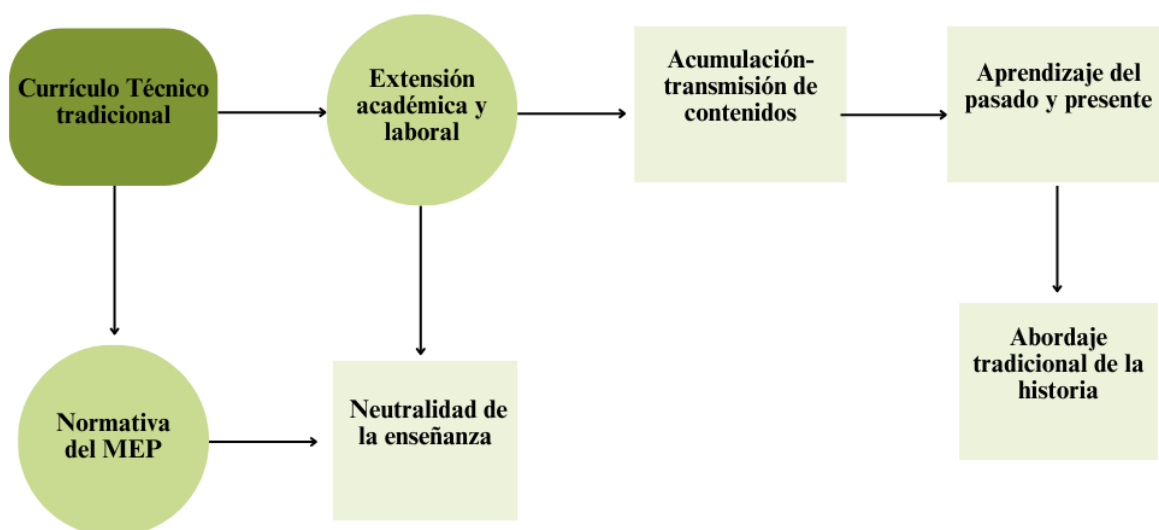 Currículo Técnico
tradicional
Extensión
académica y
laboral
Acumulación-
transmisión de
contenidos
Aprendizaje del
pasado y presente
Normativa
del MEP
Neutralidad de
la enseñanza
Abordaje
tradicional de la
historia